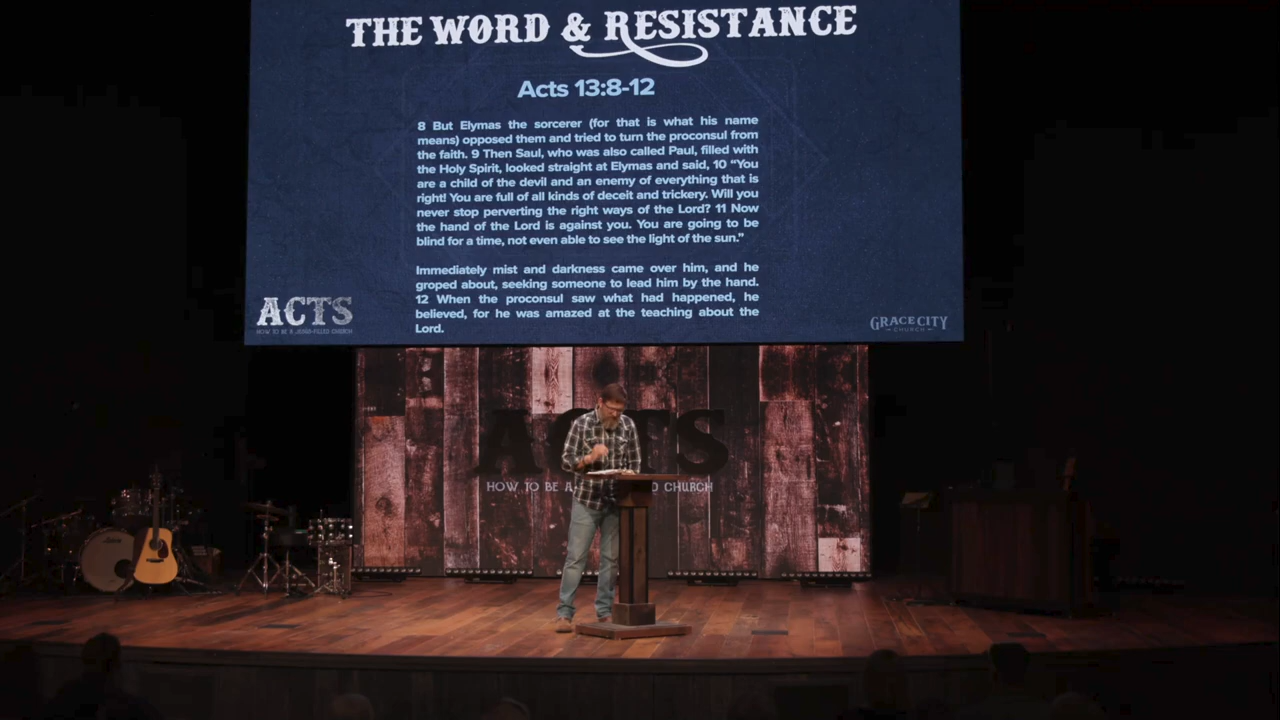 THE WORD & RESISTANCE
Acts 13:8-12
8 But Elymas the sorcerer (for that is what his name
means) opposed them and tried to turn the proconsul from
the faith. 9 Then Saul, who was also called Paul, filled with
the Holy Spirit, looked straight at Elymas and said, 10 “You
are a child of the devil and an enemy of everything that is
right! You are full of all kinds of deceit and trickery. Will you
never stop perverting the right ways of the Lord? 11 Now
the hand of the Lord is against you. You are going to be
blind for a time, not even able to see the light of the sun.”
Immediately mist and darkness came over him, and he
groped about, seeking someone to lead him by the hand.
12 When the proconsul saw what had happened, he
believed, for he was amazed at the teaching about the
Lord.
ACTS
HOW TO BE A JESUS-FILLED CHURCH
GRACECITY
CHURCH
ACTS
HOW TO BE A D CHURCH